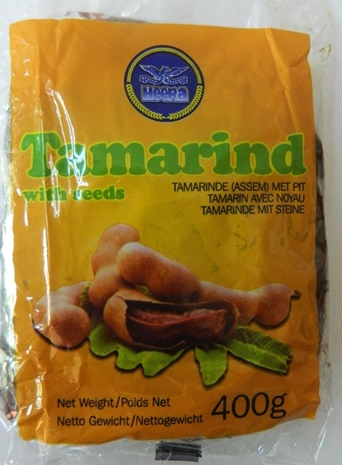 HEERA
Tamarind
with seeds
TAMARINDE (ASSEM) MET PIT
TAMARIN AVEC NOYAU
TAMARINDE MIT STEINE
Net Weight/Poids Net
Netto Gewicht/Nettogewicht
400g